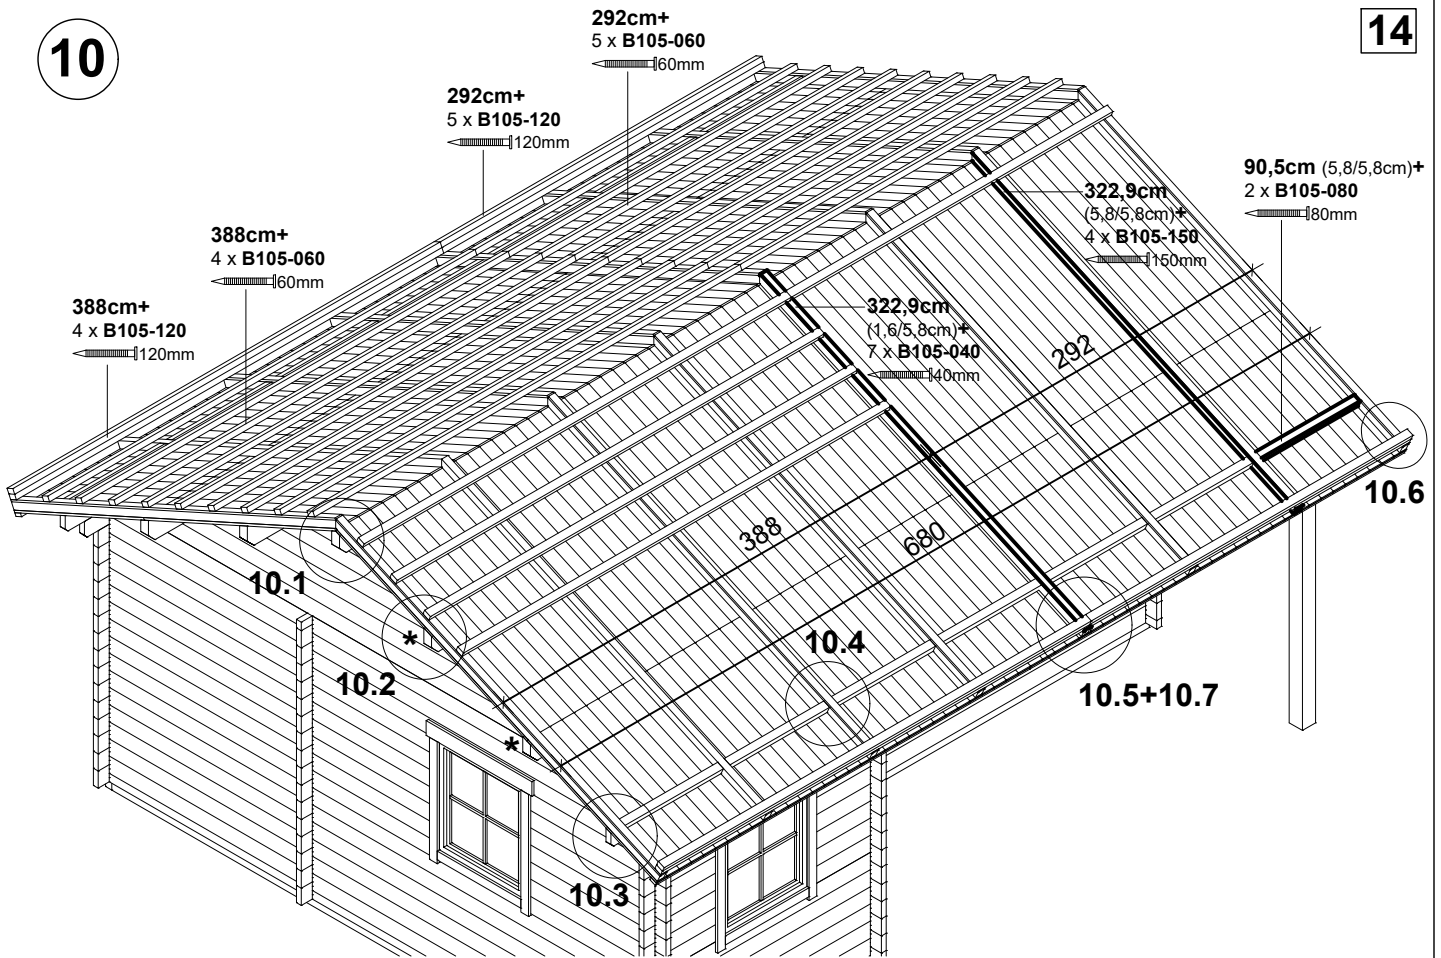 10
14
292cm+
5 x B105-060
60mm
292cm+
5 x B105-120
120mm
388cm+
4 x B105-060
60mm
388cm+
4 x B105-120
120mm
90,5cm (5,8/5,8cm)+
2 x B105-080
80mm
322,9cm
(5,8/5,8cm)+
4 x B105-150
150mm
322,9cm
(1,6/5,8cm)+
7 x B105-040
40mm
292
388
680
10.1
10.2
*
*
10.3
10.4
10.5+10.7
10.6